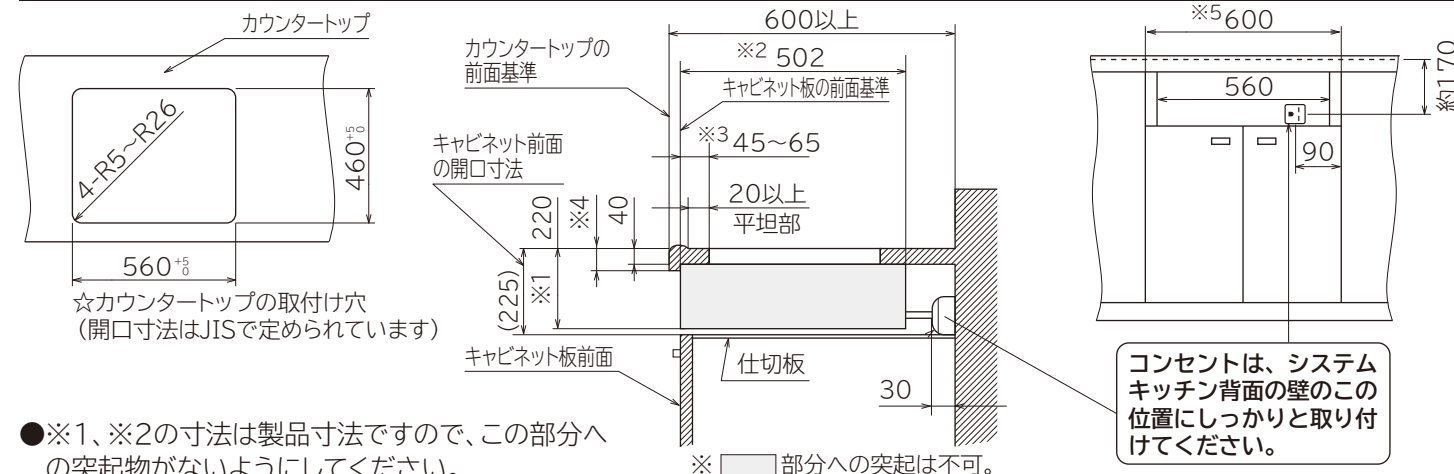 カウンタートップ
4-R5~R26
460 +5 0
560 +5 0
☆カウンタートップの取付け穴
(開口寸法はJISで定められています)
600以上
カウンタートップの
前面基準
※2 502
キャビネット板の前面基準
※3 45~65
キャビネット前面
の開口寸法
20以上
平坦部
40
※4
220
※1
(225)
キャビネット板前面
仕切板
30
※5 600
560
約170
90
コンセントは、システム
キッチン背面の壁のこの
位置にしっかりと取り付
けてください。
●※1、※2の寸法は製品寸法ですので、この部分へ
の突起物がないようにしてください。
※ 部分への突起は不可。